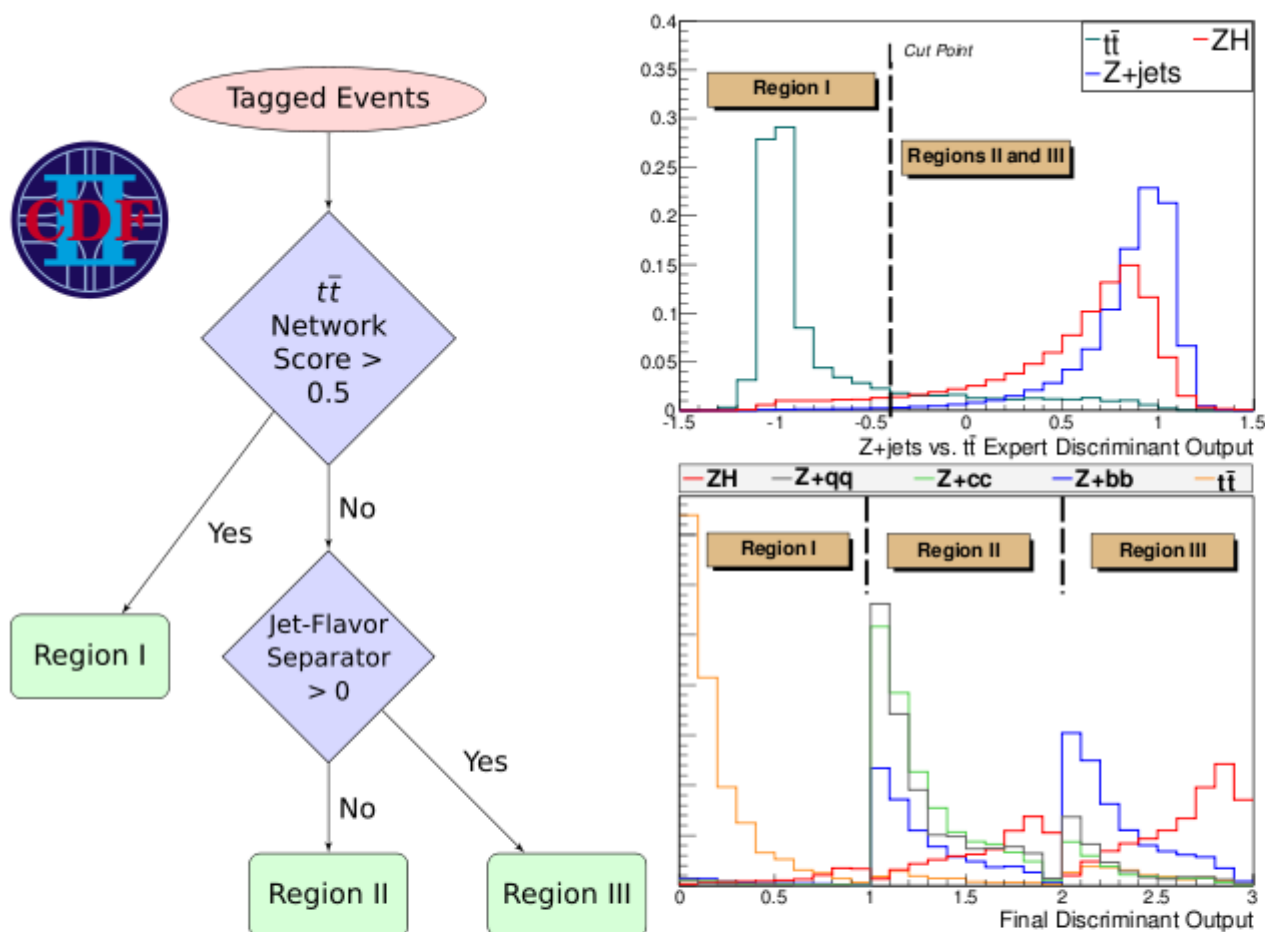 Tagged Events
II
CDF
tt̄
Network
Score >
0.5
Yes
No
Region I
Jet-Flavor
Separator
> 0
Yes
No
Region II
Region III
0.4
0.35
0.3
0.25
0.2
0.15
0.1
0.05
0
Cut Point
tt̄
ZH
Z+jets
Region I
Regions II and III
-1.5
-1
-0.5
0
0.5
1
1.5
Z+jets vs. tt̄ Expert Discriminant Output
ZH
Z+qq
Z+cc
Z+bb
tt̄
Region I
Region II
Region III
0
0.5
1
1.5
2
2.5
3
Final Discriminant Output